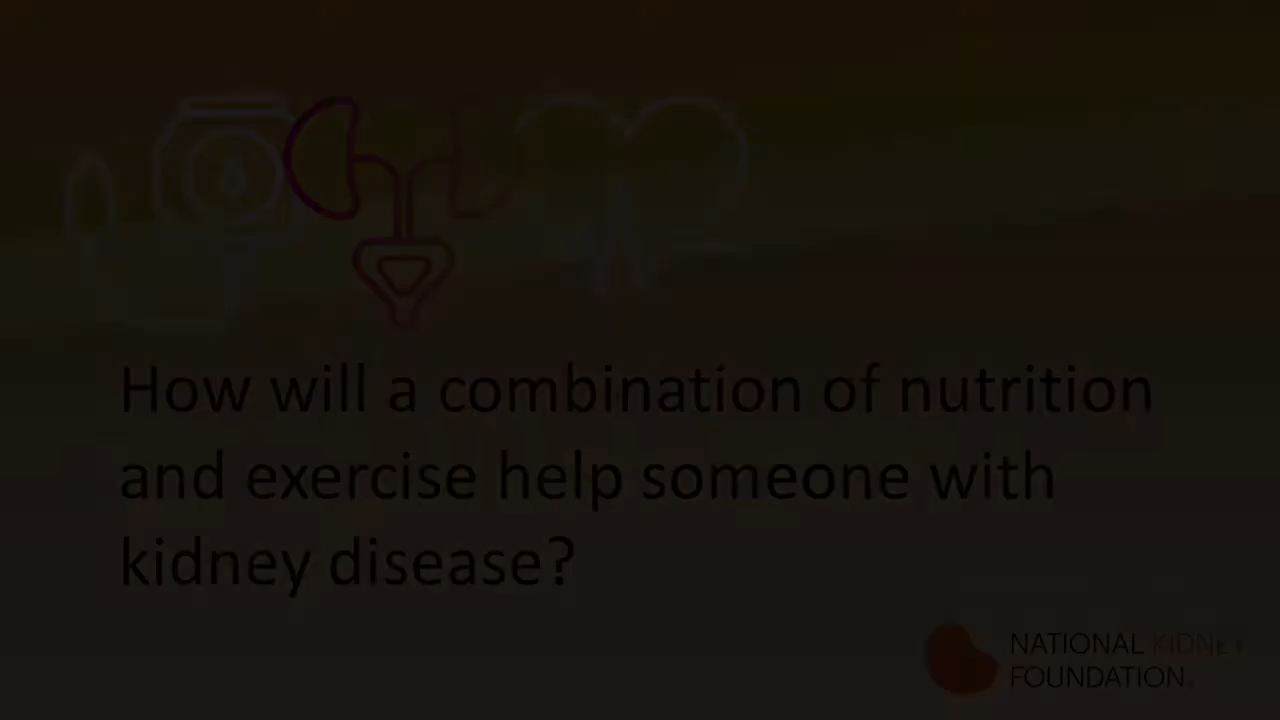 How will a combination of nutrition
and exercise help someone with
kidney disease?
NATIONAL KIDNEY
FOUNDATION.